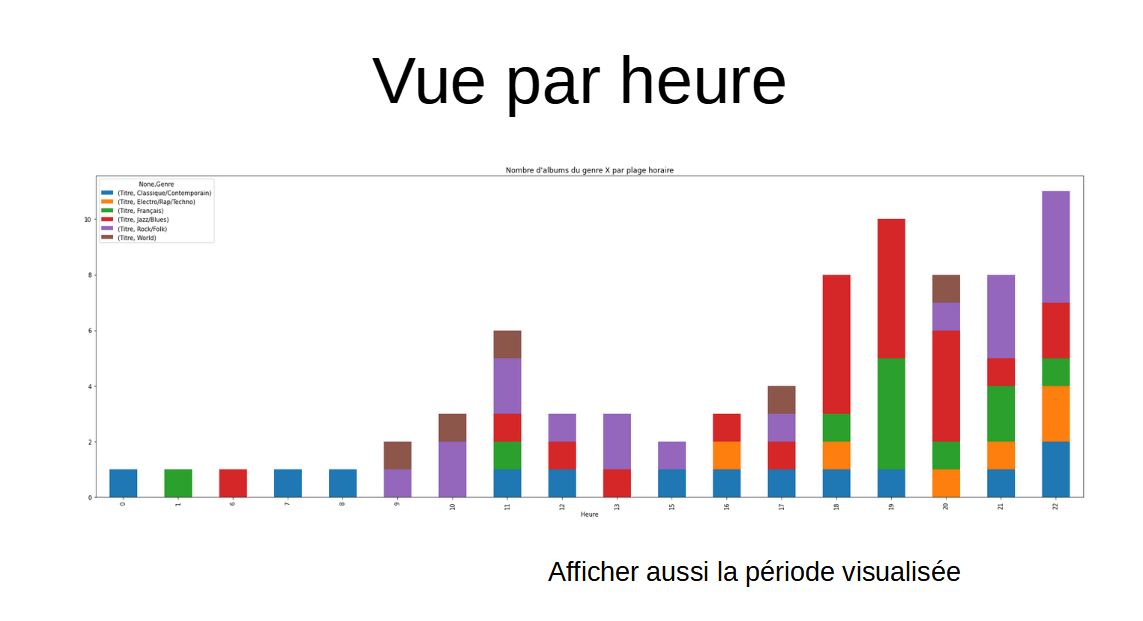 Vue par heure
Nombre d'albums du genre X par plage horaire
None,Genre
(Titre, Classique/Contemporain)
(Titre, Electro/Rap/Techno)
(Titre, Français)
(Titre, Jazz/Blues)
(Titre, Rock/Folk)
(Titre, World)
10
8
6
4
2
0
0 1 6 7 8 9 10 11 12 13 15 16 17 18 19 20 21 22
Heure
Afficher aussi la période visualisée